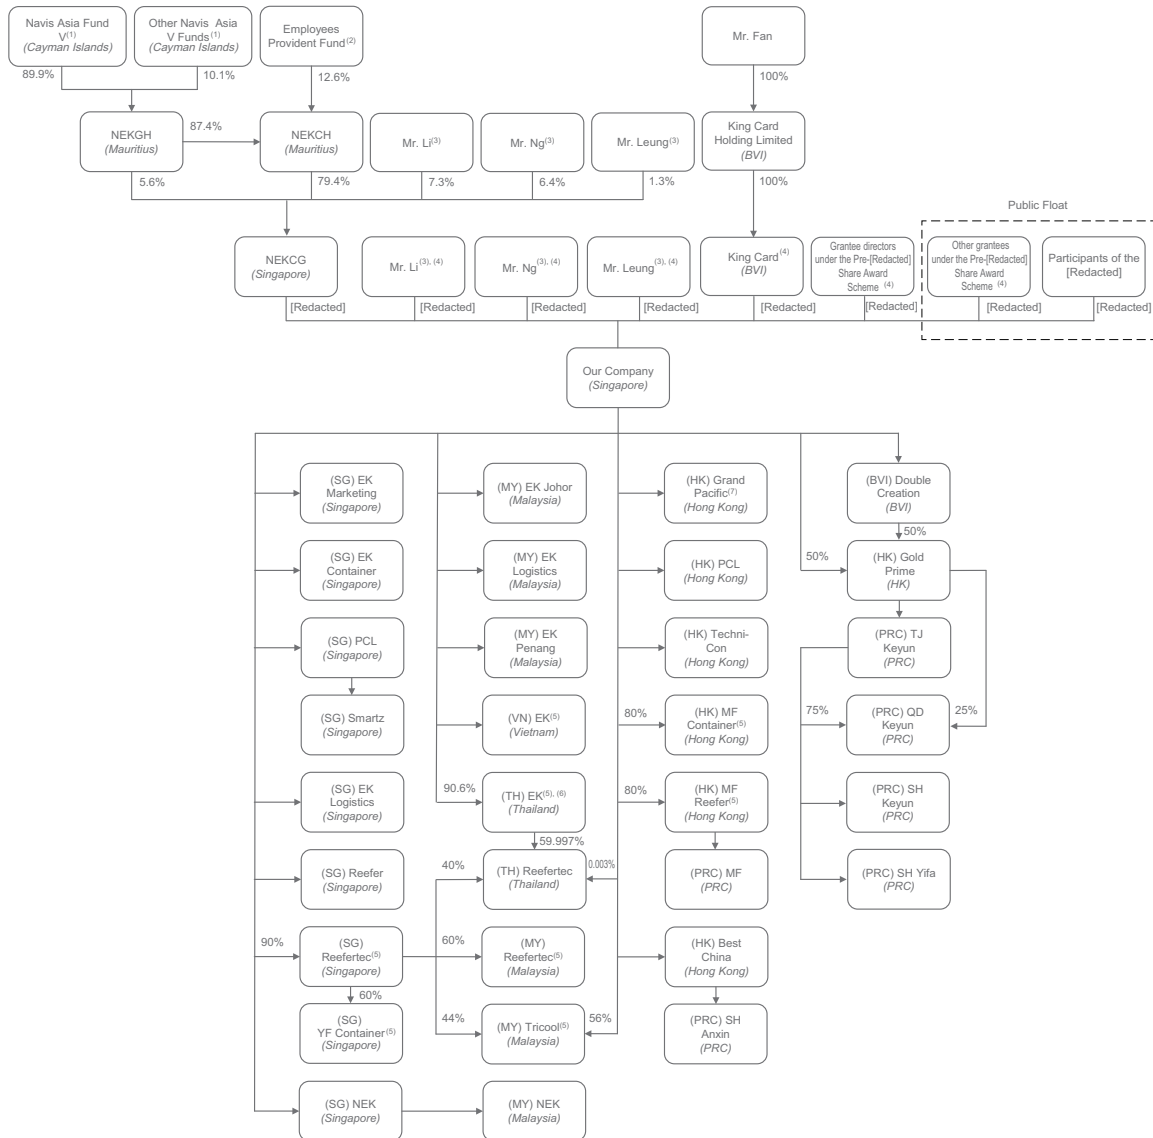 Navis Asia Fund
V(1)
(Cayman Islands)
Other Navis Asia
V Funds(1)
(Cayman Islands)
Employees
Provident Fund(2)
Mr. Fan
89.9%
10.1%
12.6%
100%
NEKGH
(Mauritius)
87.4%
NEKCH
(Mauritius)
Mr. Li(3)
Mr. Ng(3)
Mr. Leung(3)
King Card
Holding Limited
(BVI)
5.6%
79.4%
7.3%
6.4%
1.3%
100%
Public Float
NEKCG
(Singapore)
Mr. Li(3), (4)
Mr. Ng(3), (4)
Mr. Leung(3), (4)
King Card(4)
(BVI)
Grantee directors
under the Pre-[Redacted]
Share Award
Scheme (4)
Other grantees
under the Pre-[Redacted]
Share Award
Scheme (4)
Participants of the
[Redacted]
[Redacted]
[Redacted]
[Redacted]
[Redacted]
[Redacted]
[Redacted]
[Redacted]
[Redacted]
Our Company
(Singapore)
(SG) EK
Marketing
(Singapore)
(MY) EK Johor
(Malaysia)
(HK) Grand
Pacific(7)
(Hong Kong)
(BVI) Double
Creation
(BVI)
50%
(SG) EK
Container
(Singapore)
(MY) EK
Logistics
(Malaysia)
(HK) PCL
(Hong Kong)
50%
(HK) Gold
Prime
(HK)
(SG) PCL
(Singapore)
(MY) EK
Penang
(Malaysia)
(HK) Techni-
Con
(Hong Kong)
(PRC) TJ
Keyun
(PRC)
(SG) Smartz
(Singapore)
(VN) EK(5)
(Vietnam)
80%
(HK) MF
Container(5)
(Hong Kong)
75%
(PRC) QD
Keyun
(PRC)
25%
(SG) EK
Logistics
(Singapore)
90.6%
(TH) EK(5), (6)
(Thailand)
80%
(HK) MF
Reefer(5)
(Hong Kong)
(PRC) SH
Keyun
(PRC)
59.997%
(SG) Reefer
(Singapore)
40%
(TH) Reefertec
(Thailand)
0.003%
(PRC) MF
(PRC)
(PRC) SH Yifa
(PRC)
90%
(SG)
Reefertec(5)
(Singapore)
60%
(MY)
Reefertec(5)
(Malaysia)
(HK) Best
China
(Hong Kong)
60%
(SG)
YF Container(5)
(Singapore)
44%
(MY) Tricool(5)
(Malaysia)
56%
(PRC) SH
Anxin
(PRC)
(SG) NEK
(Singapore)
(MY) NEK
(Malaysia)